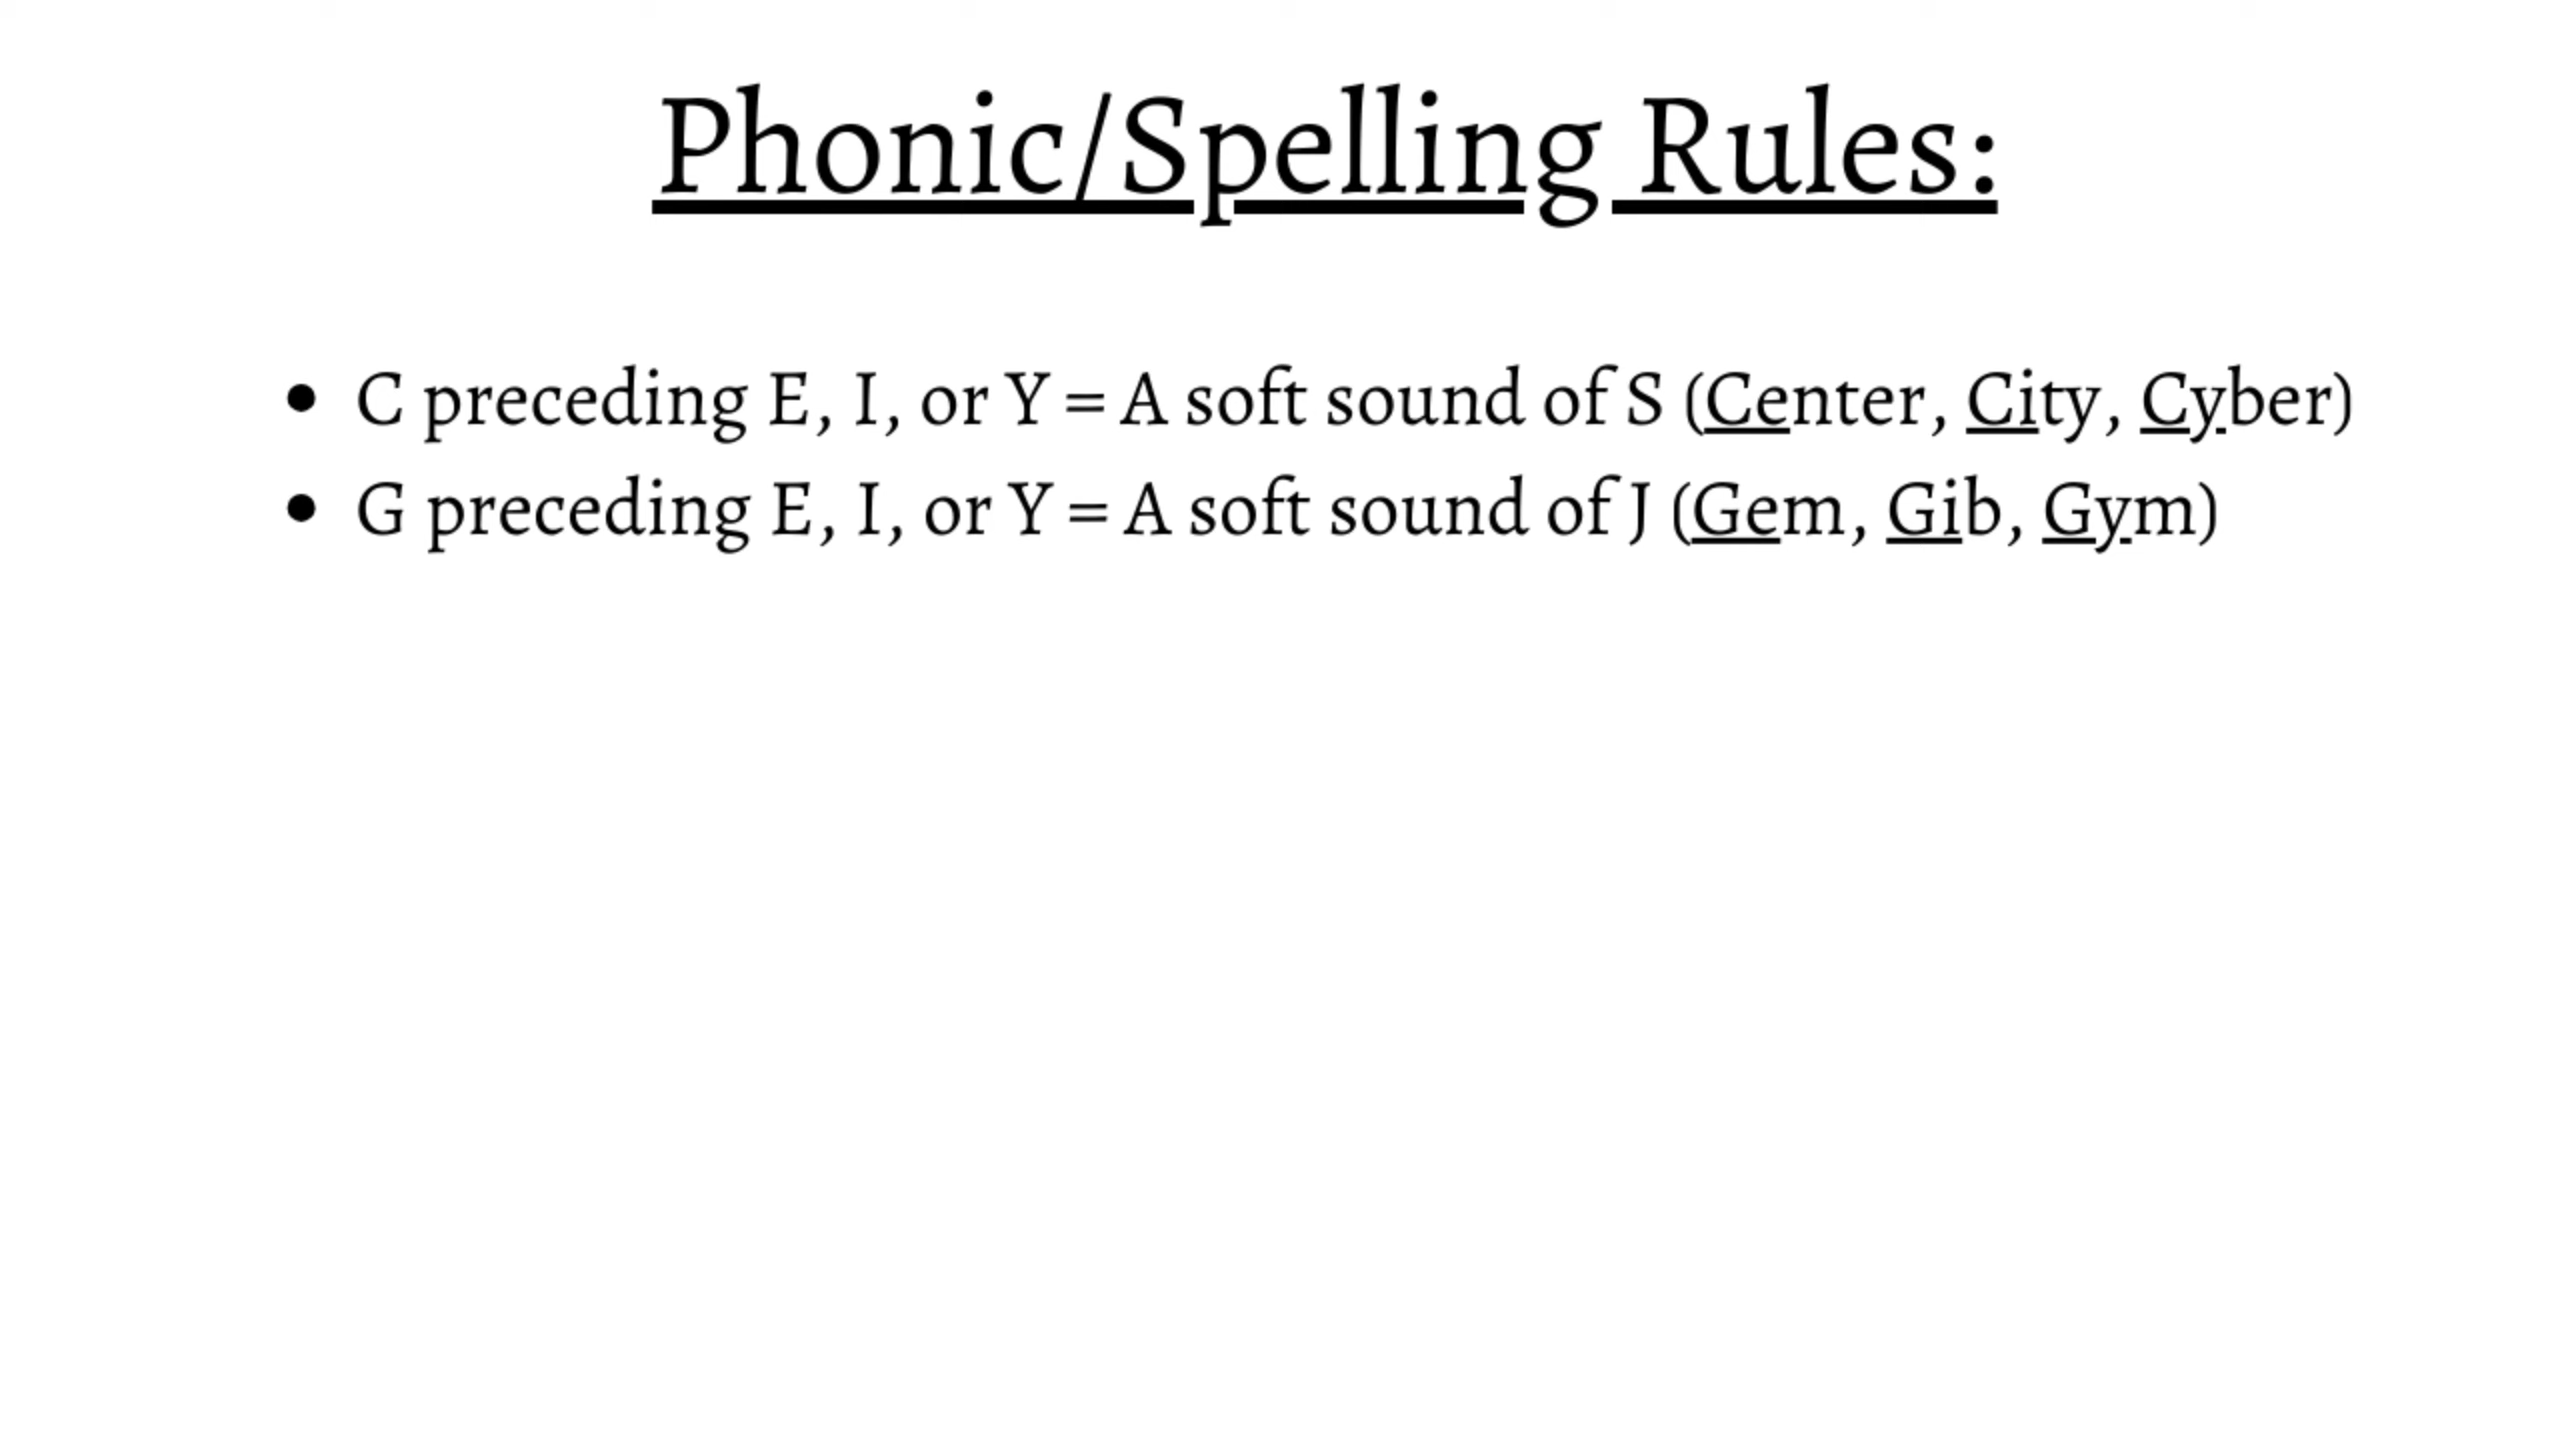 Phonic/Spelling Rules:
• C preceding E, I, or Y = A soft sound of S (Center, City, Cyber)
• G preceding E, I, or Y = A soft sound of J (Gem, Gib, Gym)